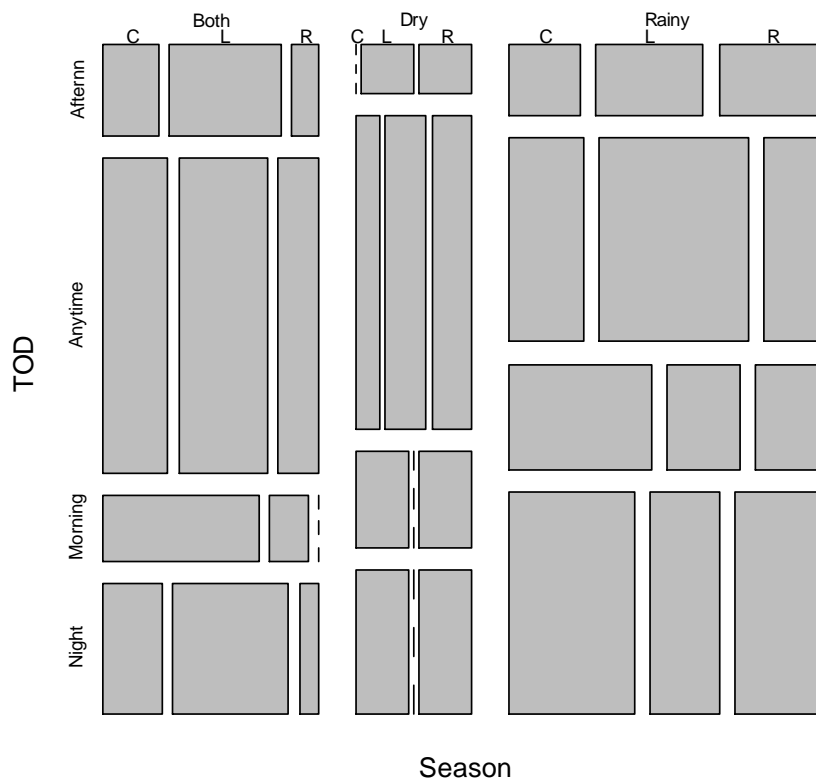 Both Dry Rainy
C L R C L R C L R
Afternn
Anytime
Morning
Night
TOD
Season